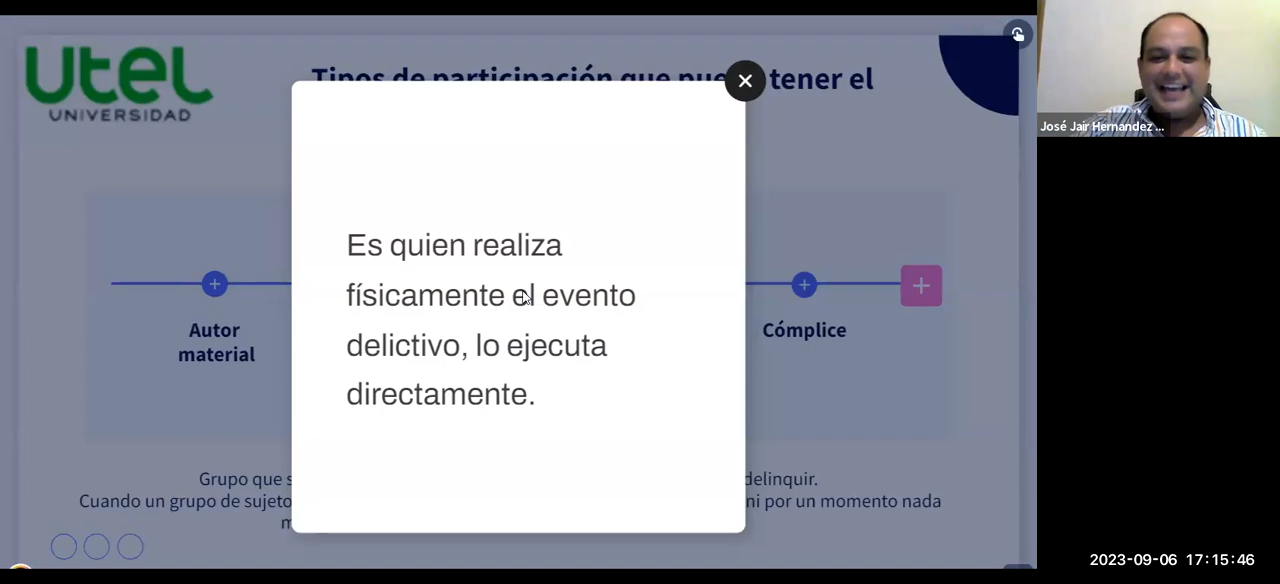 utel
UNIVERSIDAD
Tipos de participación que tener el
José Jair Hernandez ...
Es quien realiza
físicamente el evento
delictivo, lo ejecuta
directamente.
Autor
material
Cómplice
Grupo que delinquir.
Cuando un grupo de sujeto ni por un momento nada
2023-09-06 17:15:46